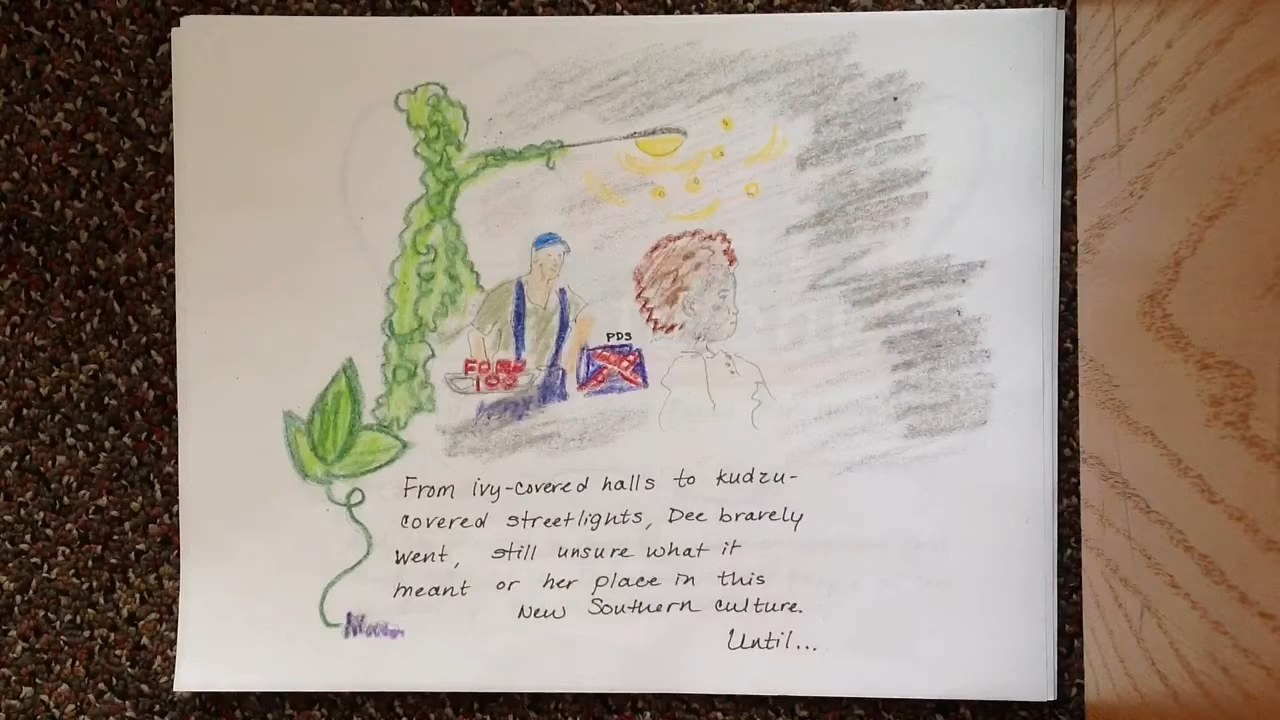 PDS
From ivy-covered halls to kudzu-
covered streetlights, Dee bravely
went, still unsure what it
meant or her place in this
New Southern culture.
Until...